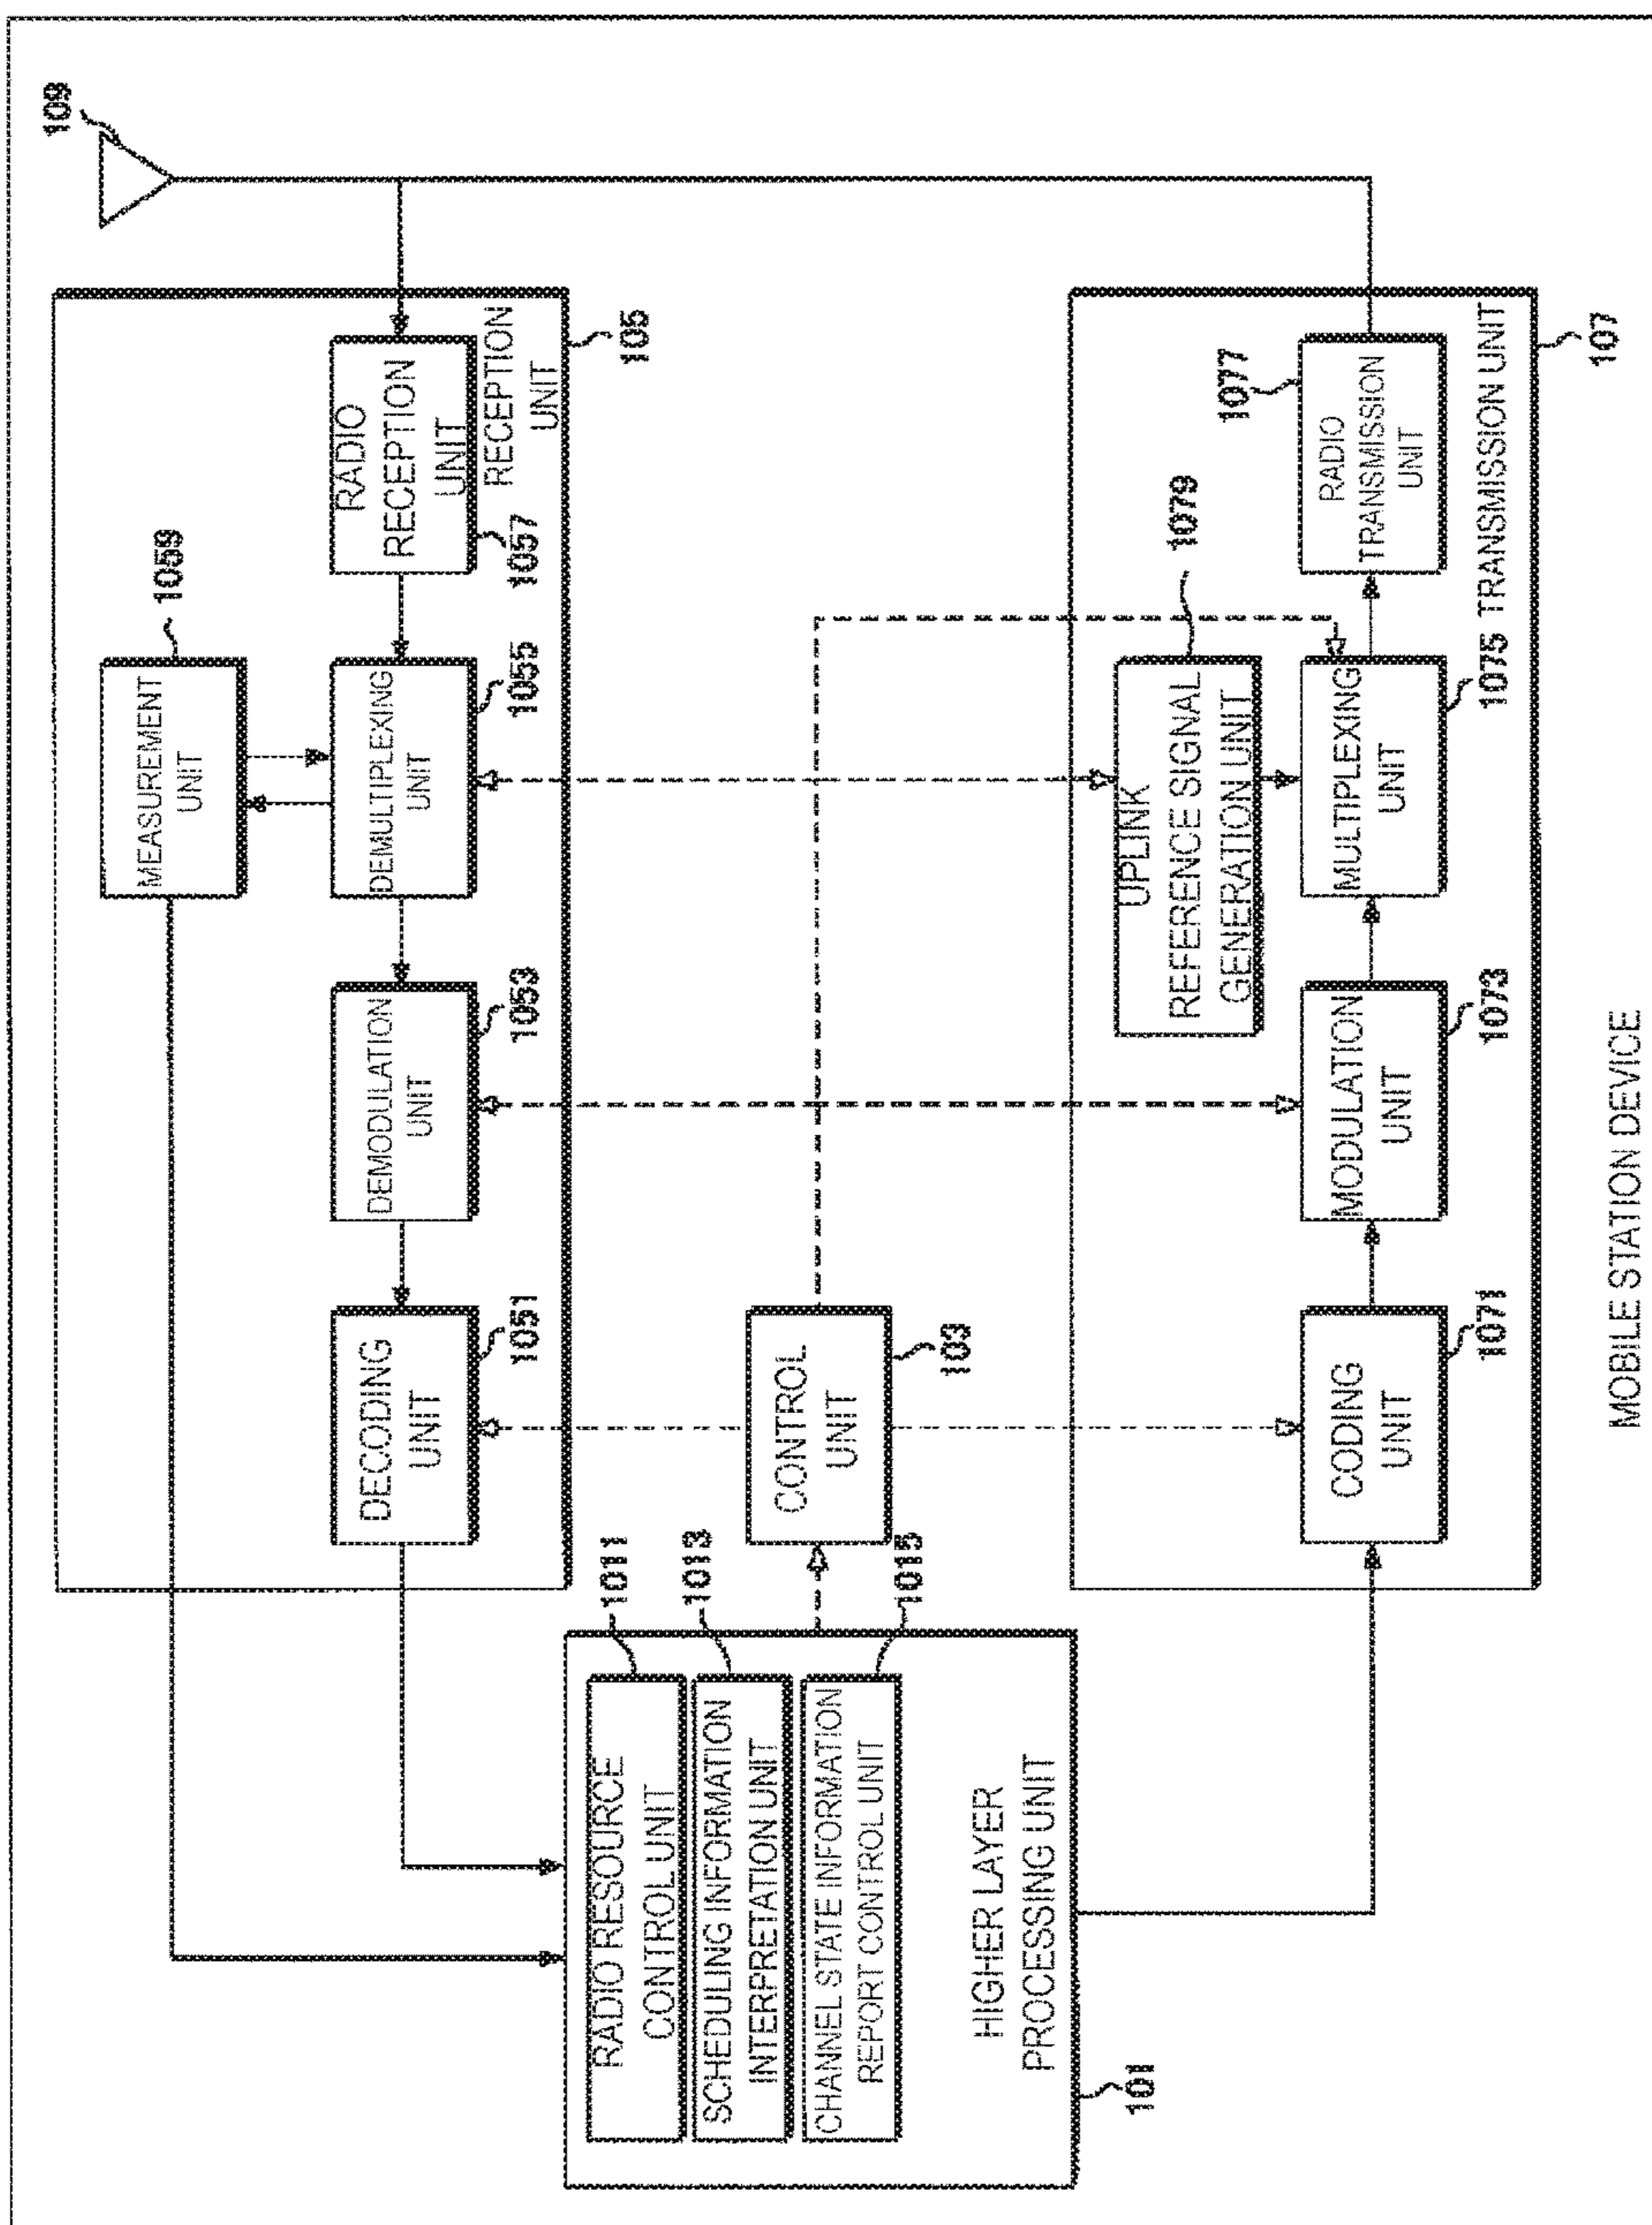 109
1059
MEASUREMENT
UNIT
RADIO
RECEPTION
UNIT
1057
RECEPTION
UNIT
105
DEMULTIPLEXING
UNIT
1055
DEMODULATION
UNIT
1053
DECODING
UNIT
1051
RADIO RESOURCE
CONTROL UNIT
1011
SCHEDULING INFORMATION
INTERPRETATION UNIT
1013
CHANNEL STATE INFORMATION
REPORT CONTROL UNIT
1015
HIGHER LAYER
PROCESSING UNIT
101
CONTROL
UNIT
103
UPLINK
REFERENCE SIGNAL
GENERATION UNIT
1079
CODING
UNIT
1071
MODULATION
UNIT
1073
MULTIPLEXING
UNIT
1075
RADIO
TRANSMISSION
UNIT
1077
TRANSMISSION UNIT
107
MOBILE STATION DEVICE